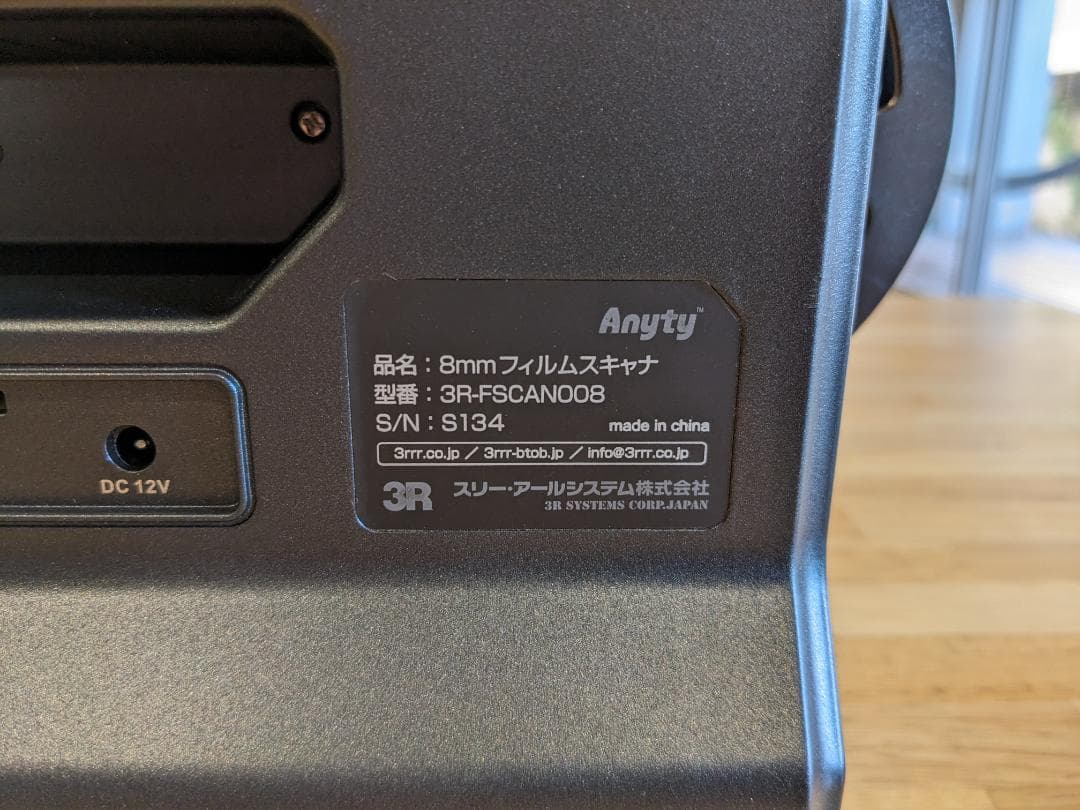 Anyty™
品名：8mmフィルムスキャナ
型番：3R-FSCAN008
S/N：S134
made in china
3rrr.co.jp ／ 3rrr-btob.jp ／ info@3rrr.co.jp
3R スリー・アールシステム株式会社
3R SYSTEMS CORP.JAPAN
DC 12V